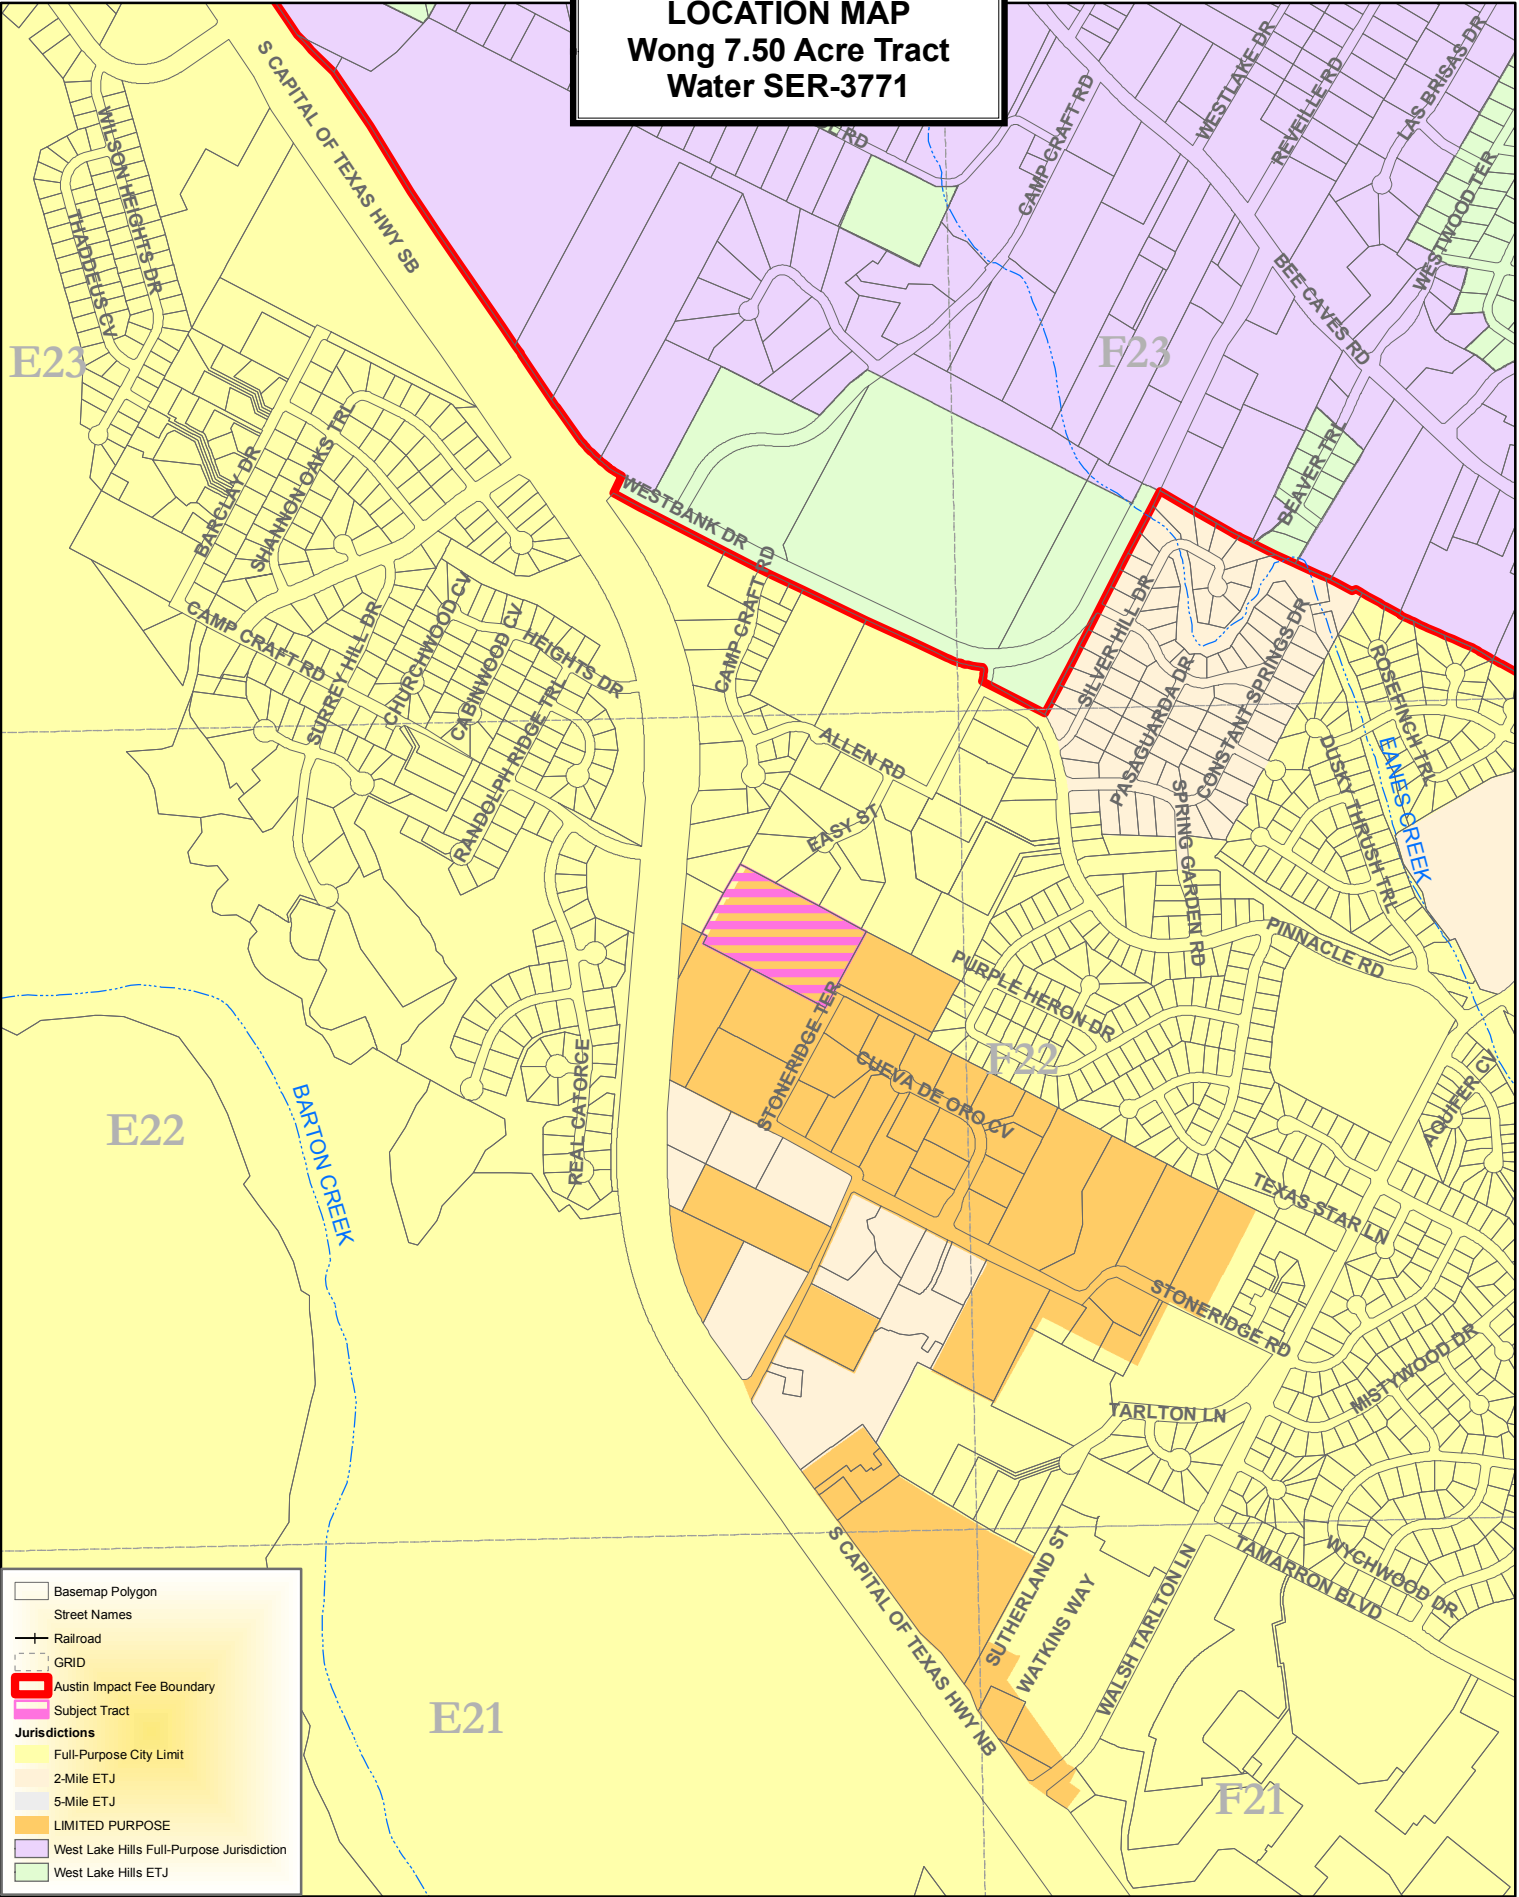 LOCATION MAP
Wong 7.50 Acre Tract
Water SER-3771
S CAPITAL OF TEXAS HWY SB
WILSON HEIGHTS DR
THADDEUS CV
RD
CAMP CRAFT RD
WESTLAKE DR
REVEILLE RD
LAS BRISAS DR
WESTWOOD TER
BEE CAVES RD
E23
F23
BARCLAY DR
SHANNON OAKS TRL
WESTBANK DR
BEAVER TRL
CAMP CRAFT RD
SURREY HILL DR
CHURCHWOOD CV
CABINWOOD CV
HEIGHTS DR
RANDOLPH RIDGE TRL
CAMP CRAFT RD
SILVER HILL DR
PASAGUARDA DR
CONSTANT SPRINGS DR
ROSEFINCH TRL
EANES CREEK
DUSKY THRUSH TRL
ALLEN RD
EASY ST
SPRING GARDEN RD
PINNACLE RD
PURPLE HERON DR
STONERIDGE TER
CUEVA DE ORO CV
F22
REAL CATORCE
AQUIFER CV
E22
BARTON CREEK
TEXAS STAR LN
STONERIDGE RD
MISTYWOOD DR
TARLTON LN
S CAPITAL OF TEXAS HWY NB
SUTHERLAND ST
WATKINS WAY
WALSH TARLTON LN
TAMARRON BLVD
WYCHWOOD DR
E21
F21
Basemap Polygon
Street Names
Railroad
GRID
Austin Impact Fee Boundary
Subject Tract
Jurisdictions
Full-Purpose City Limit
2-Mile ETJ
5-Mile ETJ
LIMITED PURPOSE
West Lake Hills Full-Purpose Jurisdiction
West Lake Hills ETJ